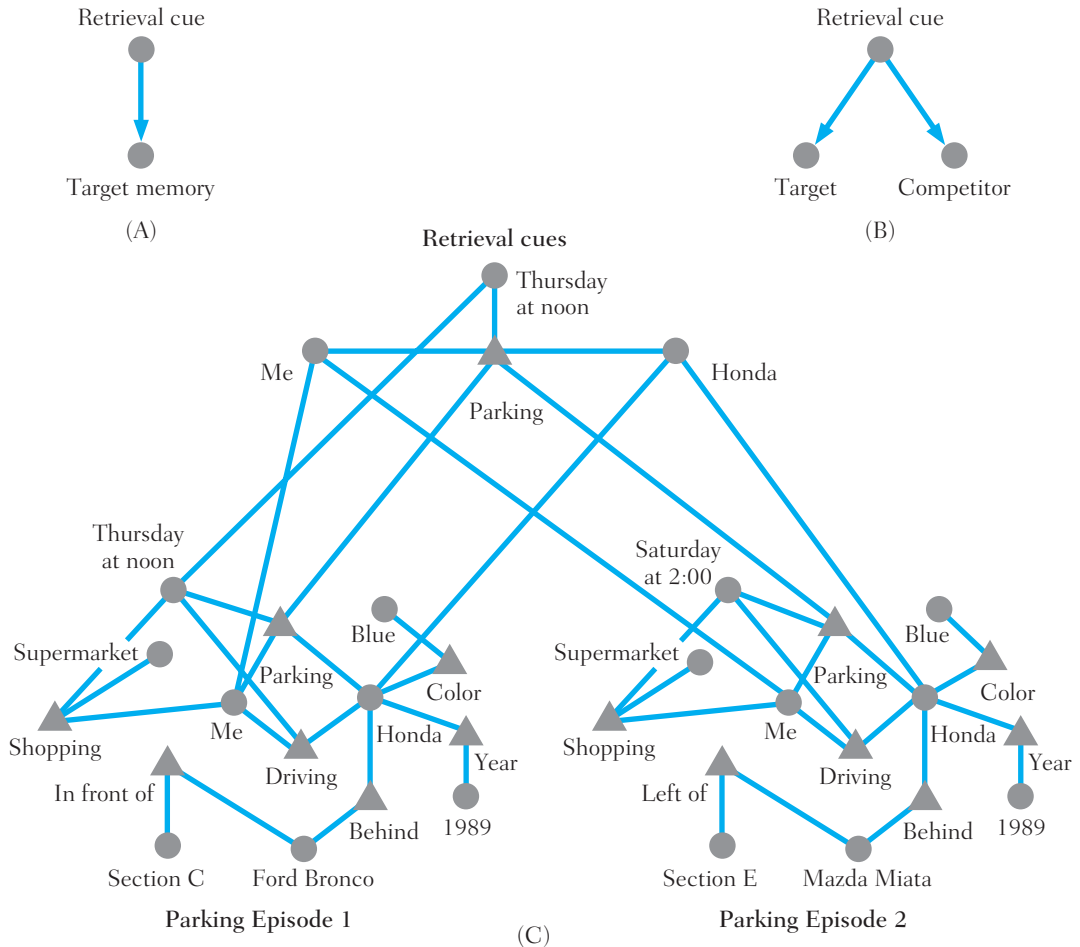 Retrieval cue
Target memory
(A)
Retrieval cue
Target
Competitor
(B)
Retrieval cues
Thursday
at noon
Me
Honda
Parking
Thursday
at noon
Blue
Supermarket
Parking
Color
Shopping
Me
Honda
Driving
Year
In front of
Behind
1989
Section C
Ford Bronco
Parking Episode 1
Saturday
at 2:00
Blue
Supermarket
Parking
Color
Shopping
Me
Honda
Driving
Year
Left of
Behind
1989
Section E
Mazda Miata
Parking Episode 2
(C)